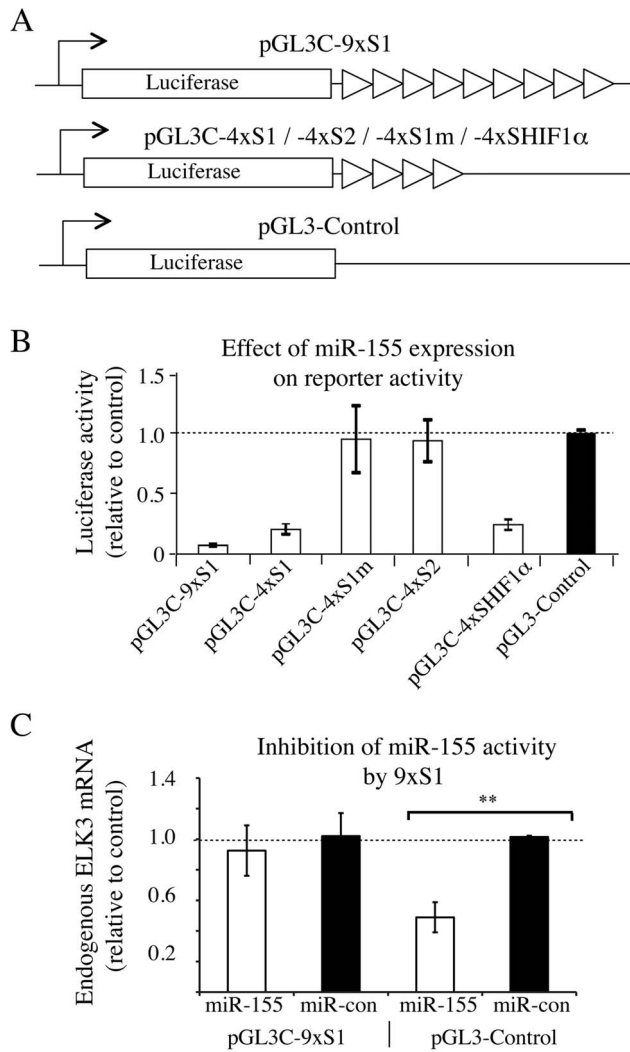 A
pGL3C-9xS1
Luciferase
pGL3C-4xS1 / -4xS2 / -4xS1m / -4xSHIF1α
Luciferase
pGL3-Control
Luciferase
B
Effect of miR-155 expression
on reporter activity
Luciferase activity
(relative to control)
1.5
1.0
0.5
0
pGL3C-9xS1
pGL3C-4xS1
pGL3C-4xS1m
pGL3C-4xS2
pGL3C-4xSHIF1α
pGL3-Control
C
Inhibition of miR-155 activity
by 9xS1
Endogenous ELK3 mRNA
(relative to control)
1.4
1.0
0.6
0.2
**
miR-155 miR-con miR-155 miR-con
pGL3C-9xS1 | pGL3-Control